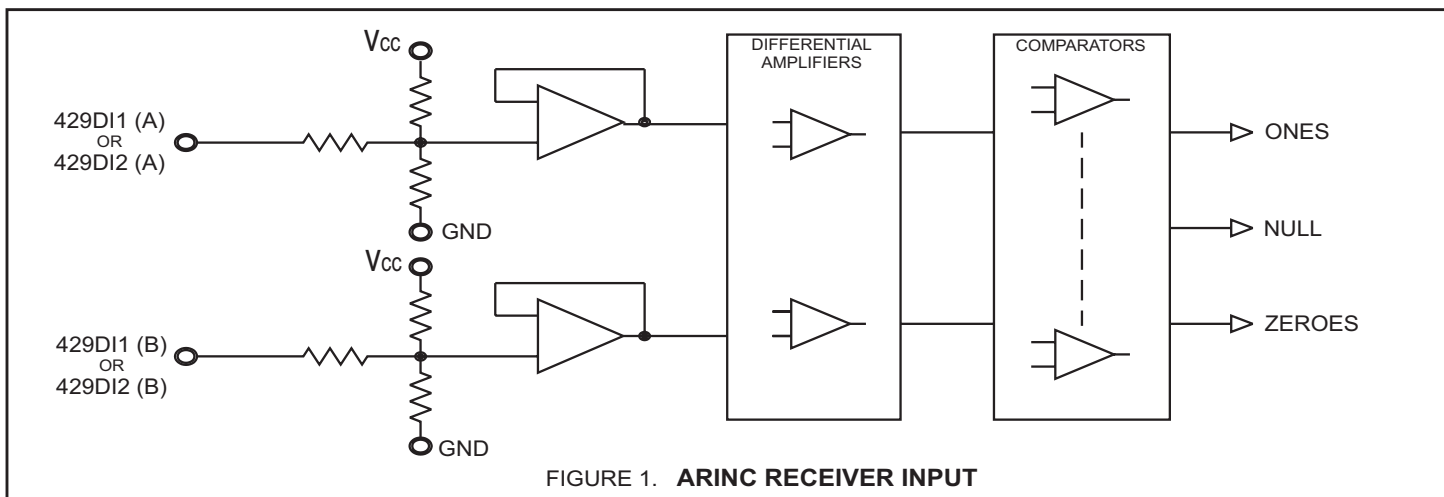 VCC
429DI1 (A)
OR
429DI2 (A)
GND
VCC
429DI1 (B)
OR
429DI2 (B)
GND
DIFFERENTIAL
AMPLIFIERS
COMPARATORS
ONES
NULL
ZEROES
FIGURE 1. ARINC RECEIVER INPUT